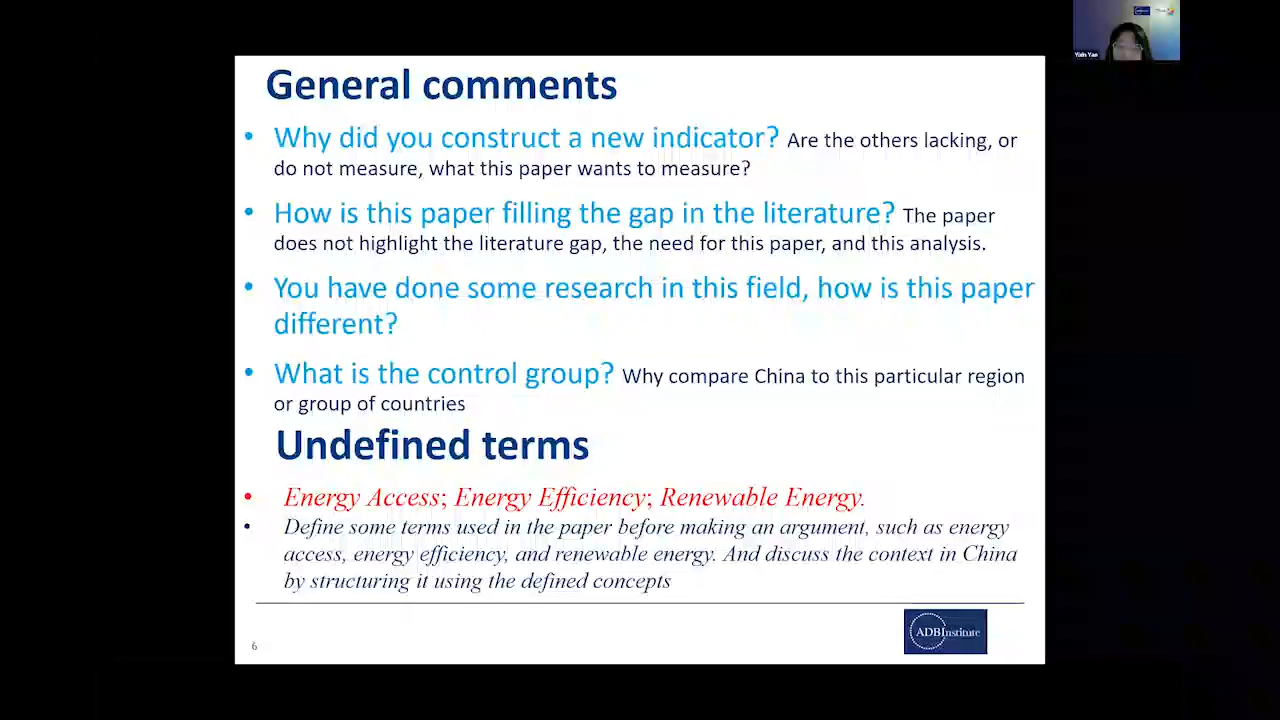 General comments
• Why did you construct a new indicator? Are the others lacking, or
do not measure, what this paper wants to measure?
• How is this paper filling the gap in the literature? The paper
does not highlight the literature gap, the need for this paper, and this analysis.
• You have done some research in this field, how is this paper
different?
• What is the control group? Why compare China to this particular region
or group of countries
Undefined terms
• Energy Access; Energy Efficiency; Renewable Energy.
• Define some terms used in the paper before making an argument, such as energy
access, energy efficiency, and renewable energy. And discuss the context in China
by structuring it using the defined concepts
6
ADBInstitute